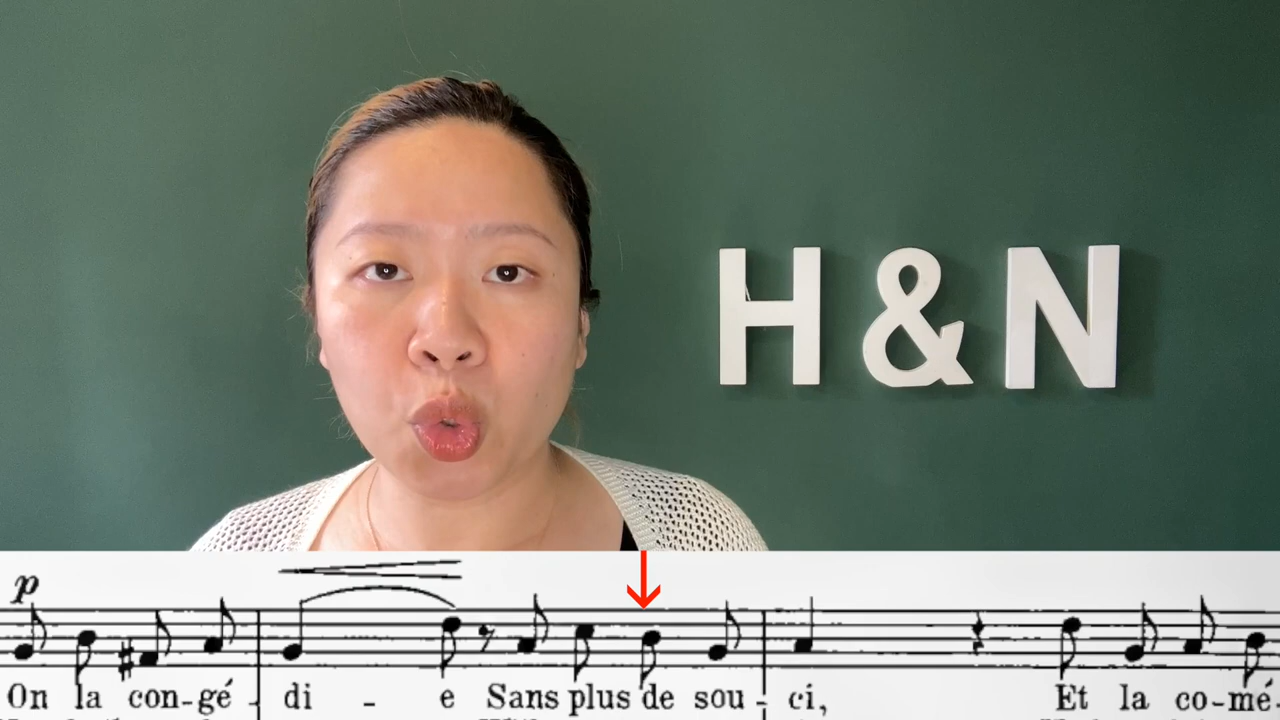 H & N
p
On la con-gé - di - e Sans plus de sou - ci, Et la co-mé-